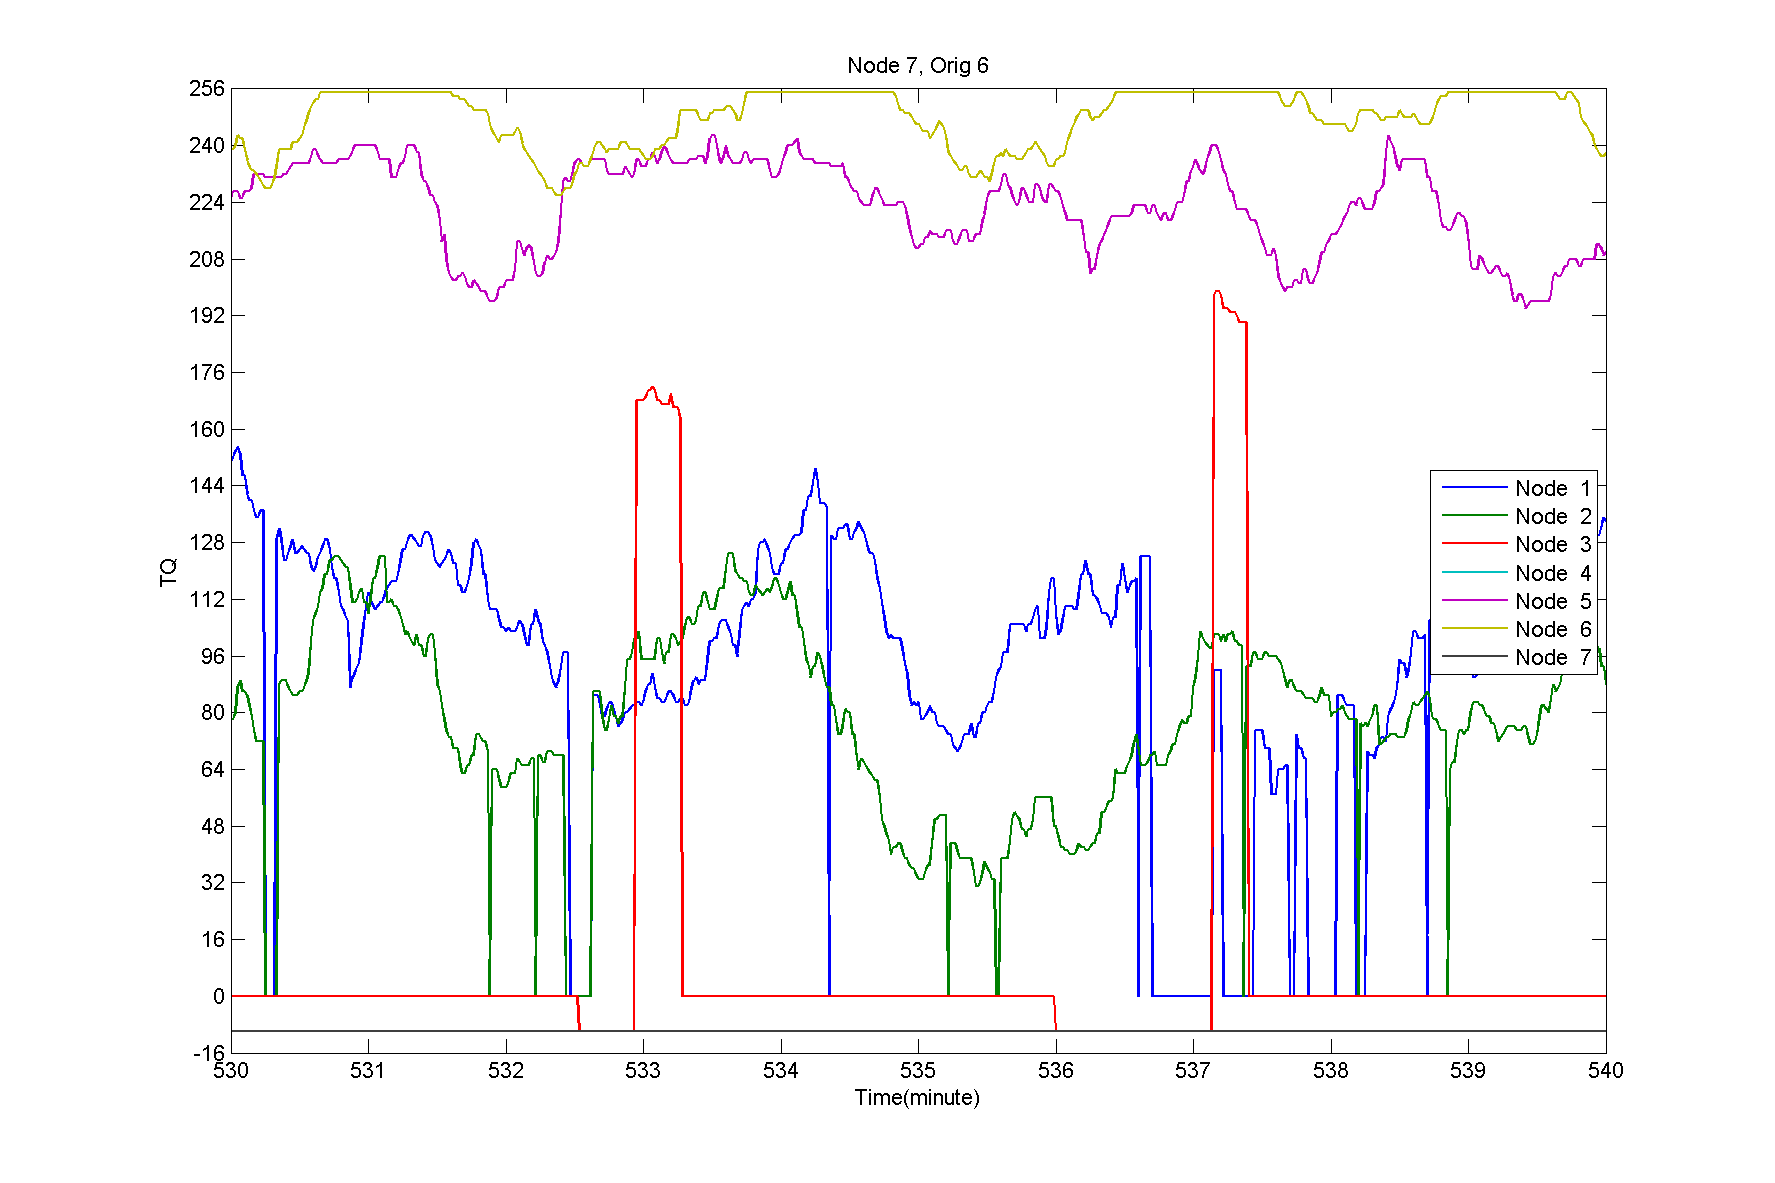 Node 7, Orig 6
256
240
224
208
192
176
160
144
128
112
96
80
64
48
32
16
0
-16
TQ
Node 1
Node 2
Node 3
Node 4
Node 5
Node 6
Node 7
530 531 532 533 534 535 536 537 538 539 540
Time(minute)